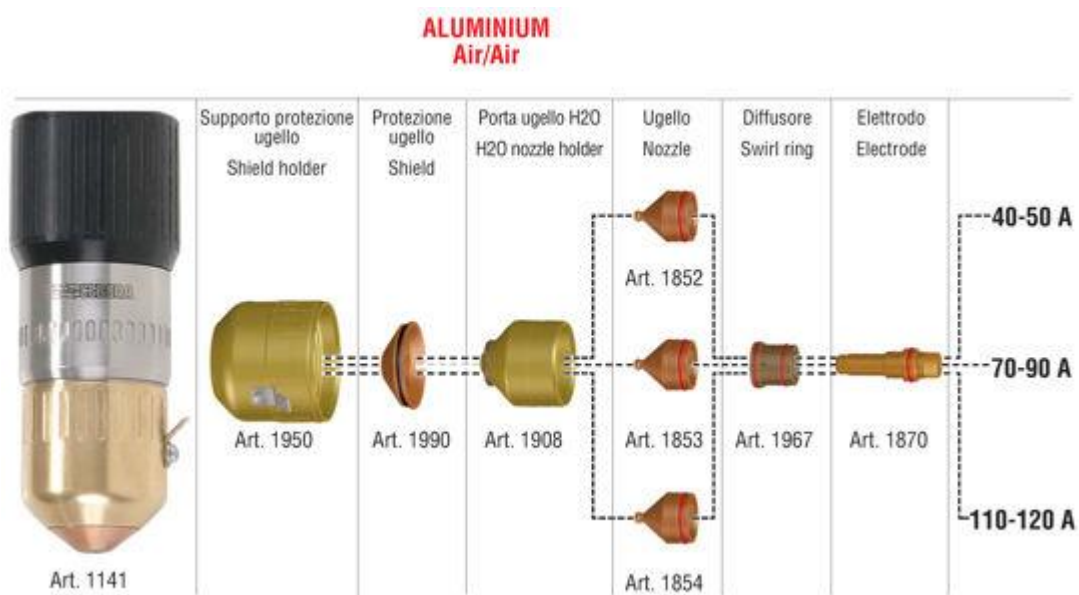 ALUMINIUM
Air/Air
Supporto protezione
ugello
Shield holder
Protezione
ugello
Shield
Porta ugello H2O
H2O nozzle holder
Ugello
Nozzle
Diffusore
Swirl ring
Elettrodo
Electrode
40-50 A
Art. 1852
70-90 A
Art. 1950
Art. 1990
Art. 1908
Art. 1853
Art. 1967
Art. 1870
110-120 A
Art. 1141
Art. 1854